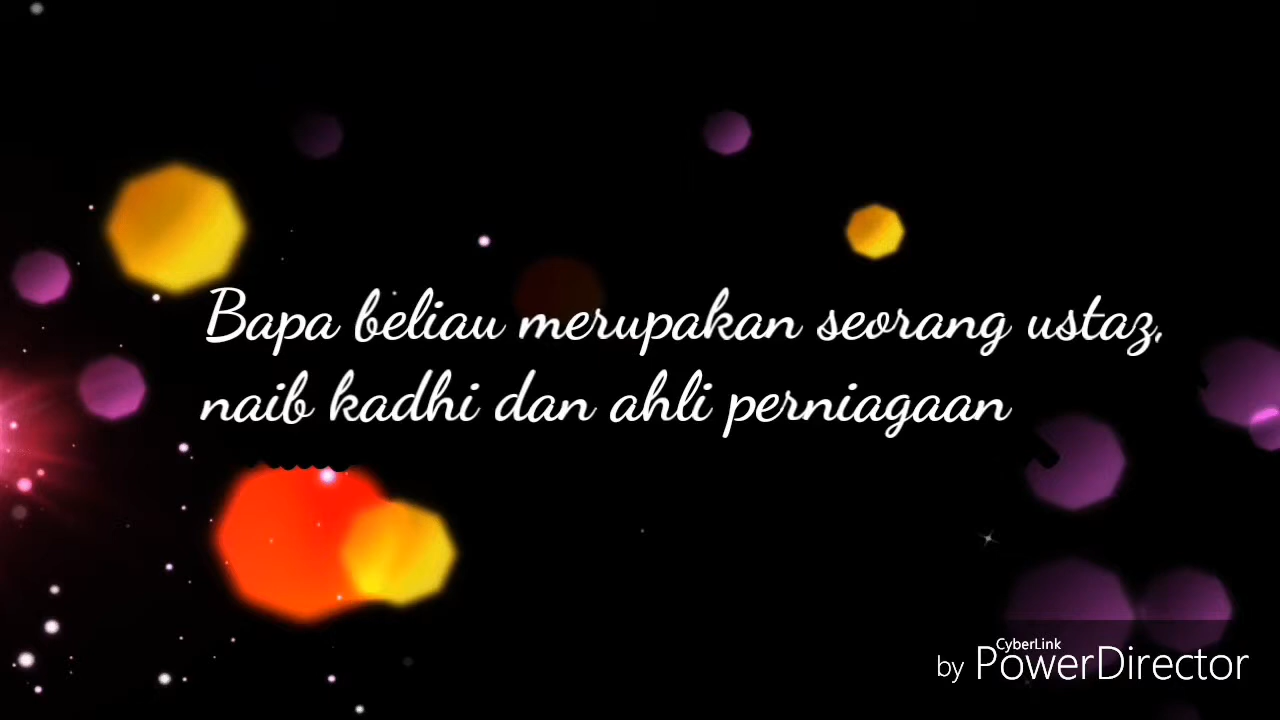 Bapa beliau merupakan seorang ustaz,
naib kadhi dan ahli perniagaan
CyberLink
by PowerDirector